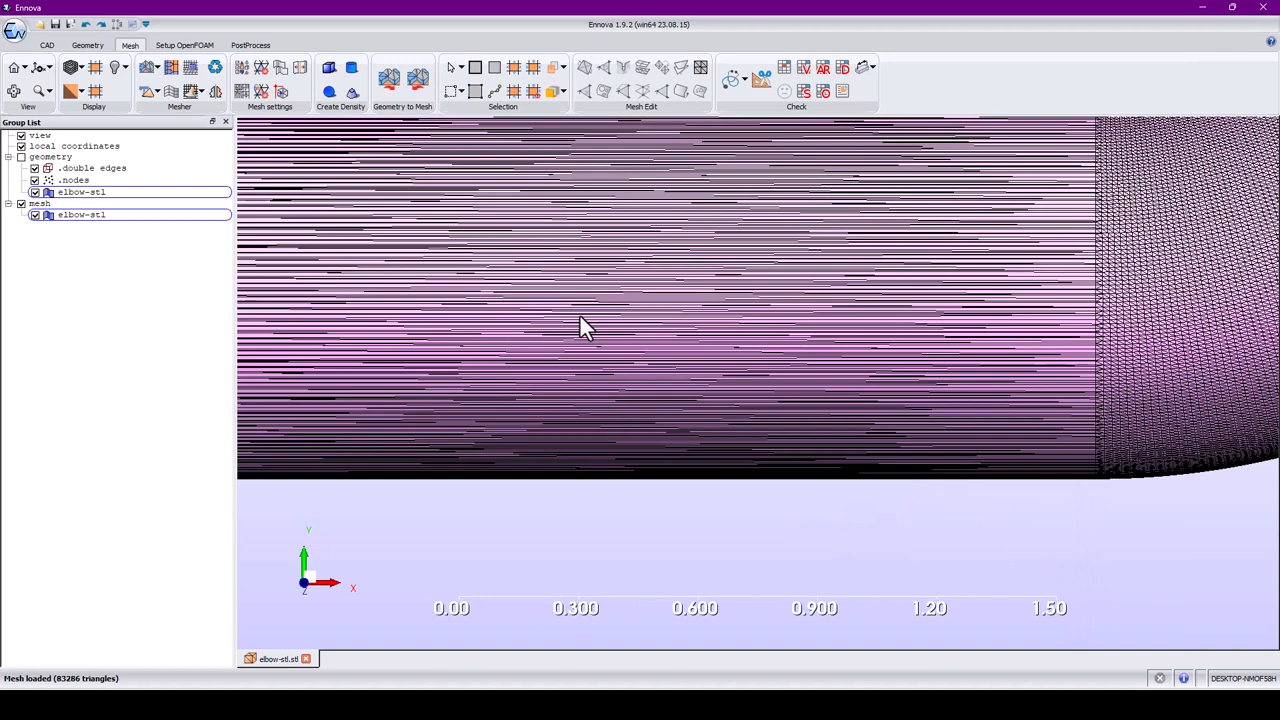 Ennova
Ennova 1.9.2 (win64 23.08.15)
CAD
Geometry
Mesh
Setup OpenFOAM
PostProcess
View
Display
Mesher
Mesh settings
Create Density
Geometry to Mesh
Selection
Mesh Edit
Check
Group List
view
local coordinates
geometry
.double edges
.nodes
elbow-stl
mesh
elbow-stl
Y
X
Z
0.00
0.300
0.600
0.900
1.20
1.50
elbow-stl.stl
Mesh loaded (83286 triangles)
DESKTOP-NMOF5BH